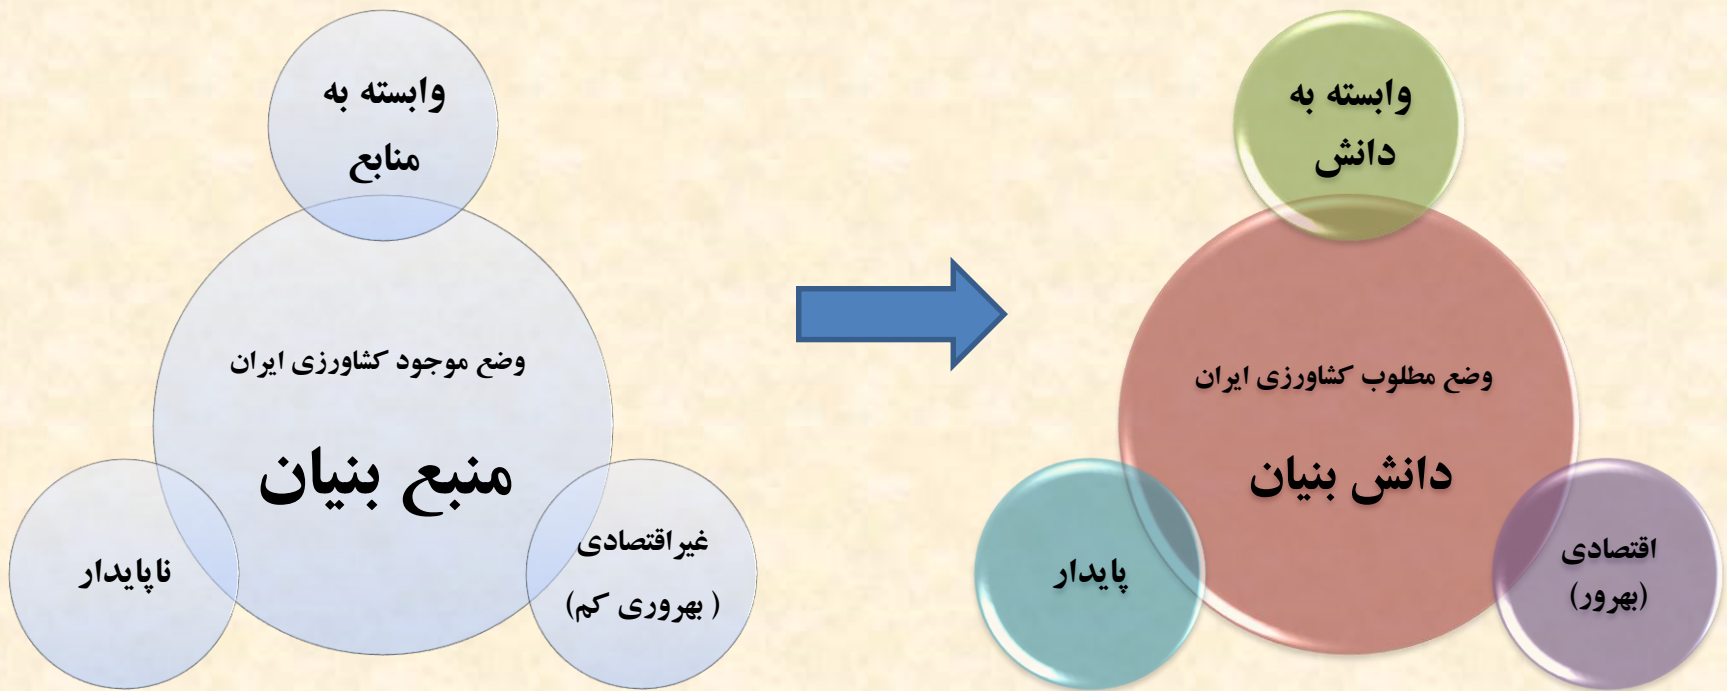 وابسته به
منابع
وضع موجود کشاورزی ایران
منبع بنیان
غیراقتصادی
( بهروری کم)
ناپایدار
وابسته به
دانش
وضع مطلوب کشاورزی ایران
دانش بنیان
اقتصادی
(بهرور)
پایدار